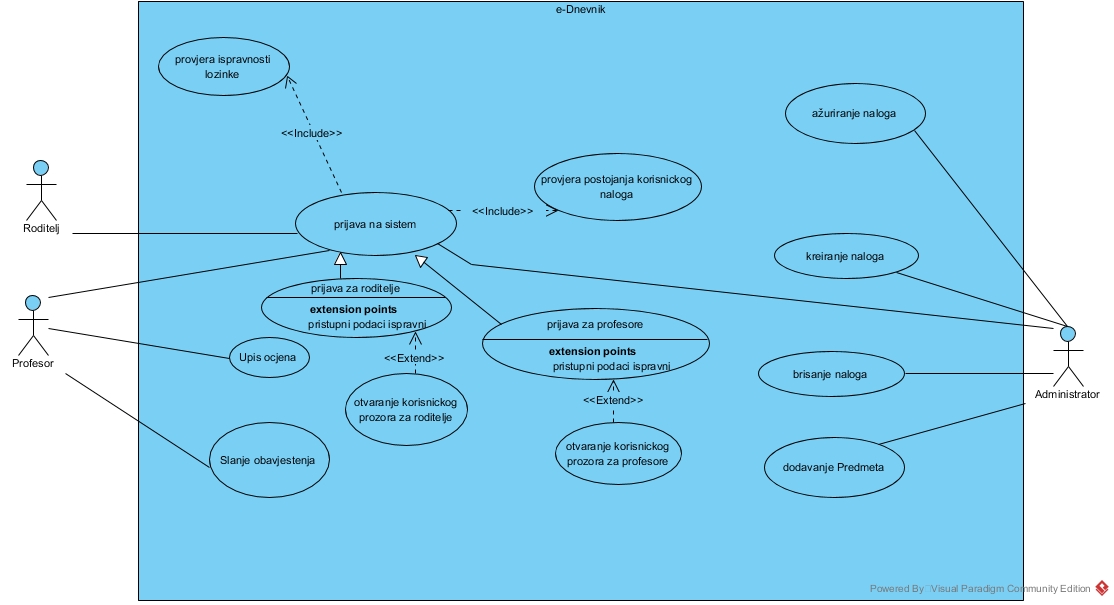 e-Dnevnik
provjera ispravnosti
lozinke
<<Include>>
ažuriranje naloga
provjera postojanja korisnickog
naloga
<<Include>>
Roditelj
prijava na sistem
kreiranje naloga
prijava za roditelje
extension points
pristupni podaci ispravni
prijava za profesore
extension points
pristupni podaci ispravni
Profesor
Upis ocjena
<<Extend>>
brisanje naloga
Administrator
otvaranje korisnickog
prozora za roditelje
<<Extend>>
otvaranje korisnickog
prozora za profesore
Slanje obavjestenja
dodavanje Predmeta
Powered By Visual Paradigm Community Edition